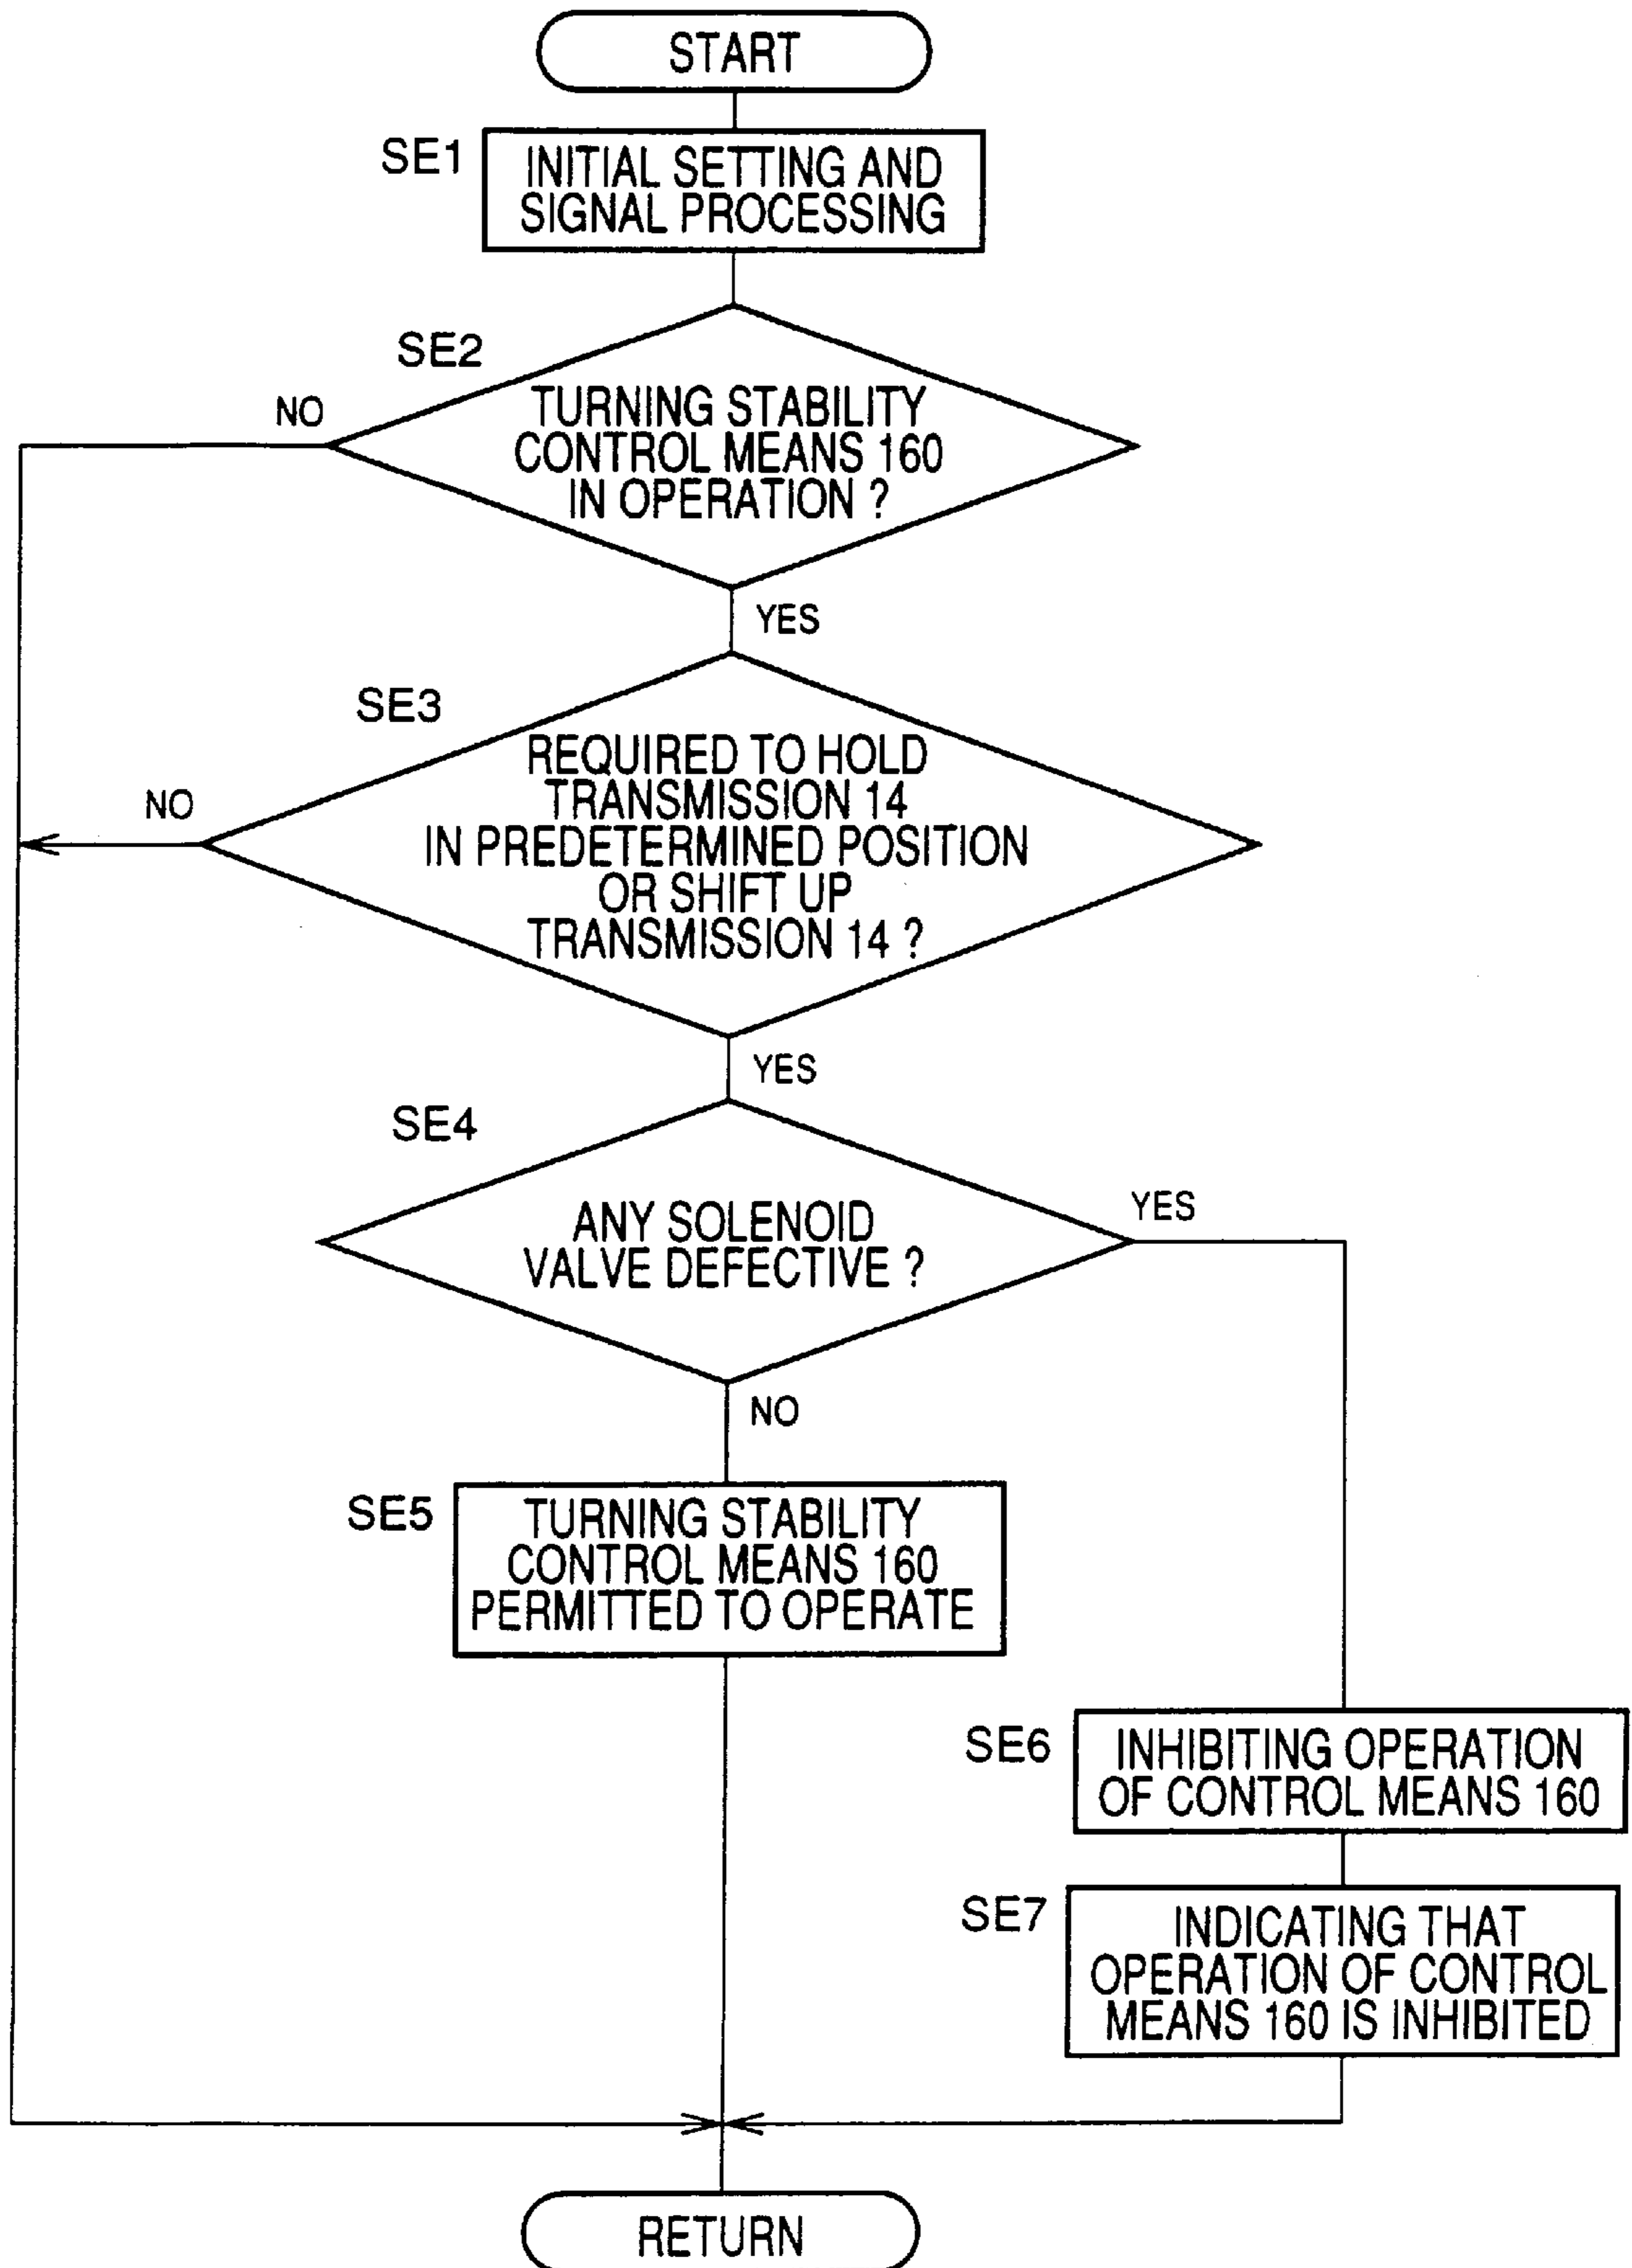 START
SE1
INITIAL SETTING AND
SIGNAL PROCESSING
SE2
NO
TURNING STABILITY
CONTROL MEANS 160
IN OPERATION ?
YES
SE3
NO
REQUIRED TO HOLD
TRANSMISSION 14
IN PREDETERMINED POSITION
OR SHIFT UP
TRANSMISSION 14 ?
YES
SE4
YES
ANY SOLENOID
VALVE DEFECTIVE ?
NO
SE5
TURNING STABILITY
CONTROL MEANS 160
PERMITTED TO OPERATE
SE6
INHIBITING OPERATION
OF CONTROL MEANS 160
SE7
INDICATING THAT
OPERATION OF CONTROL
MEANS 160 IS INHIBITED
RETURN